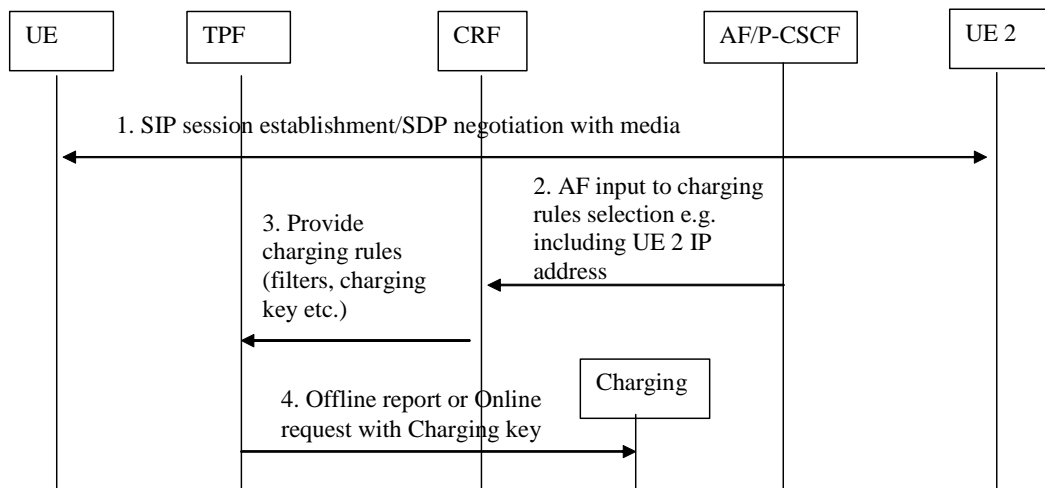 UE
TPF
CRF
AF/P-CSCF
UE 2
1. SIP session establishment/SDP negotiation with media
2. AF input to charging
rules selection e.g.
including UE 2 IP
address
3. Provide
charging rules
(filters, charging
key etc.)
Charging
4. Offline report or Online
request with Charging key